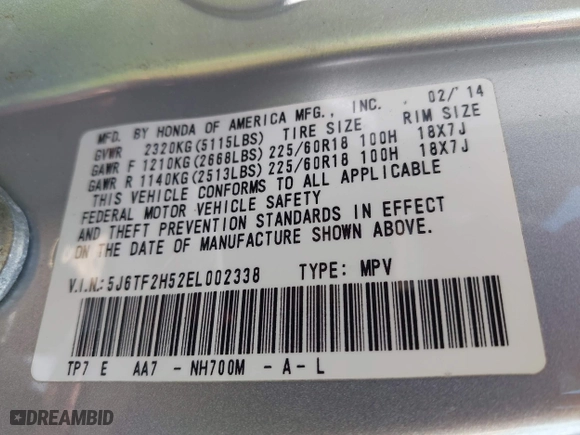 MFD. BY HONDA OF AMERICA MFG., INC. 02/'14
GVWR 2320KG(5115LBS) TIRE SIZE RIM SIZE
GAWR F 1210KG(2668LBS) 225/60R18 100H 18X7J
GAWR R 1140KG(2513LBS) 225/60R18 100H 18X7J
THIS VEHICLE CONFORMS TO ALL APPLICABLE
FEDERAL MOTOR VEHICLE SAFETY
AND THEFT PREVENTION STANDARDS IN EFFECT
ON THE DATE OF MANUFACTURE SHOWN ABOVE.
V.I.N.: 5J6TF2H52EL002338 TYPE: MPV
TP7 E AA7 - NH700M - A - L
DREAMBID